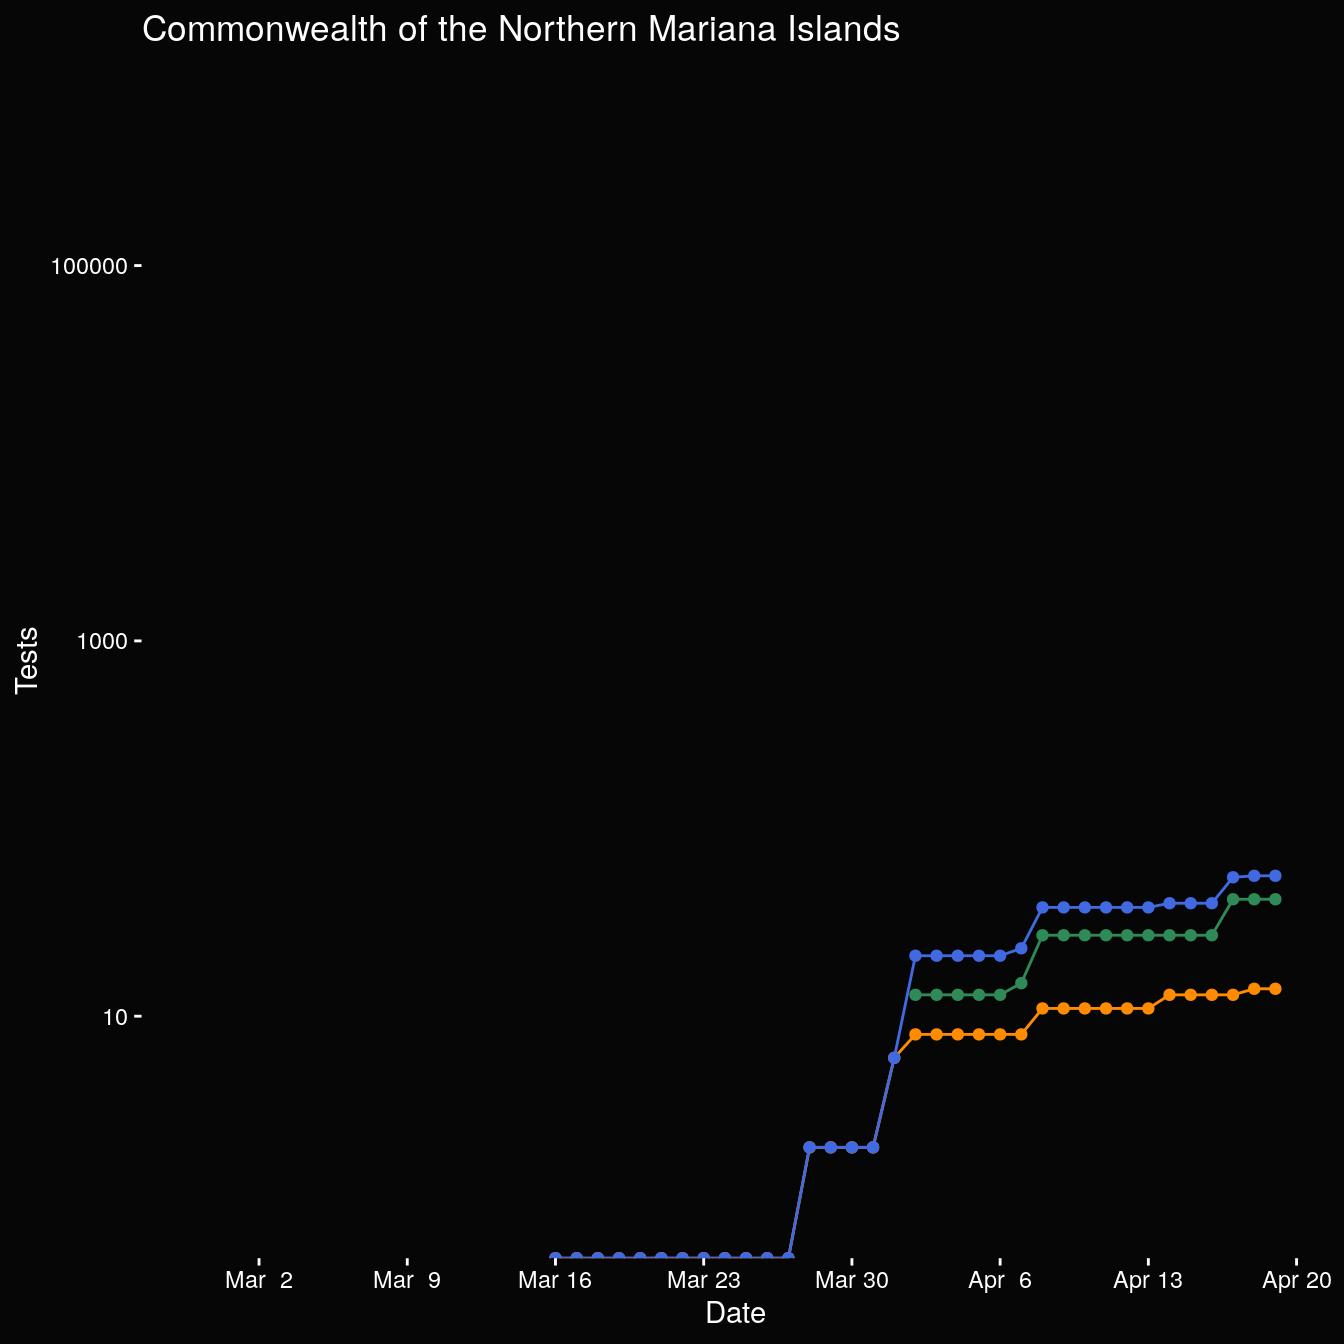 Commonwealth of the Northern Mariana Islands
100000
1000
10
Tests
Mar  2 Mar  9 Mar 16 Mar 23 Mar 30 Apr  6 Apr 13 Apr 20
Date